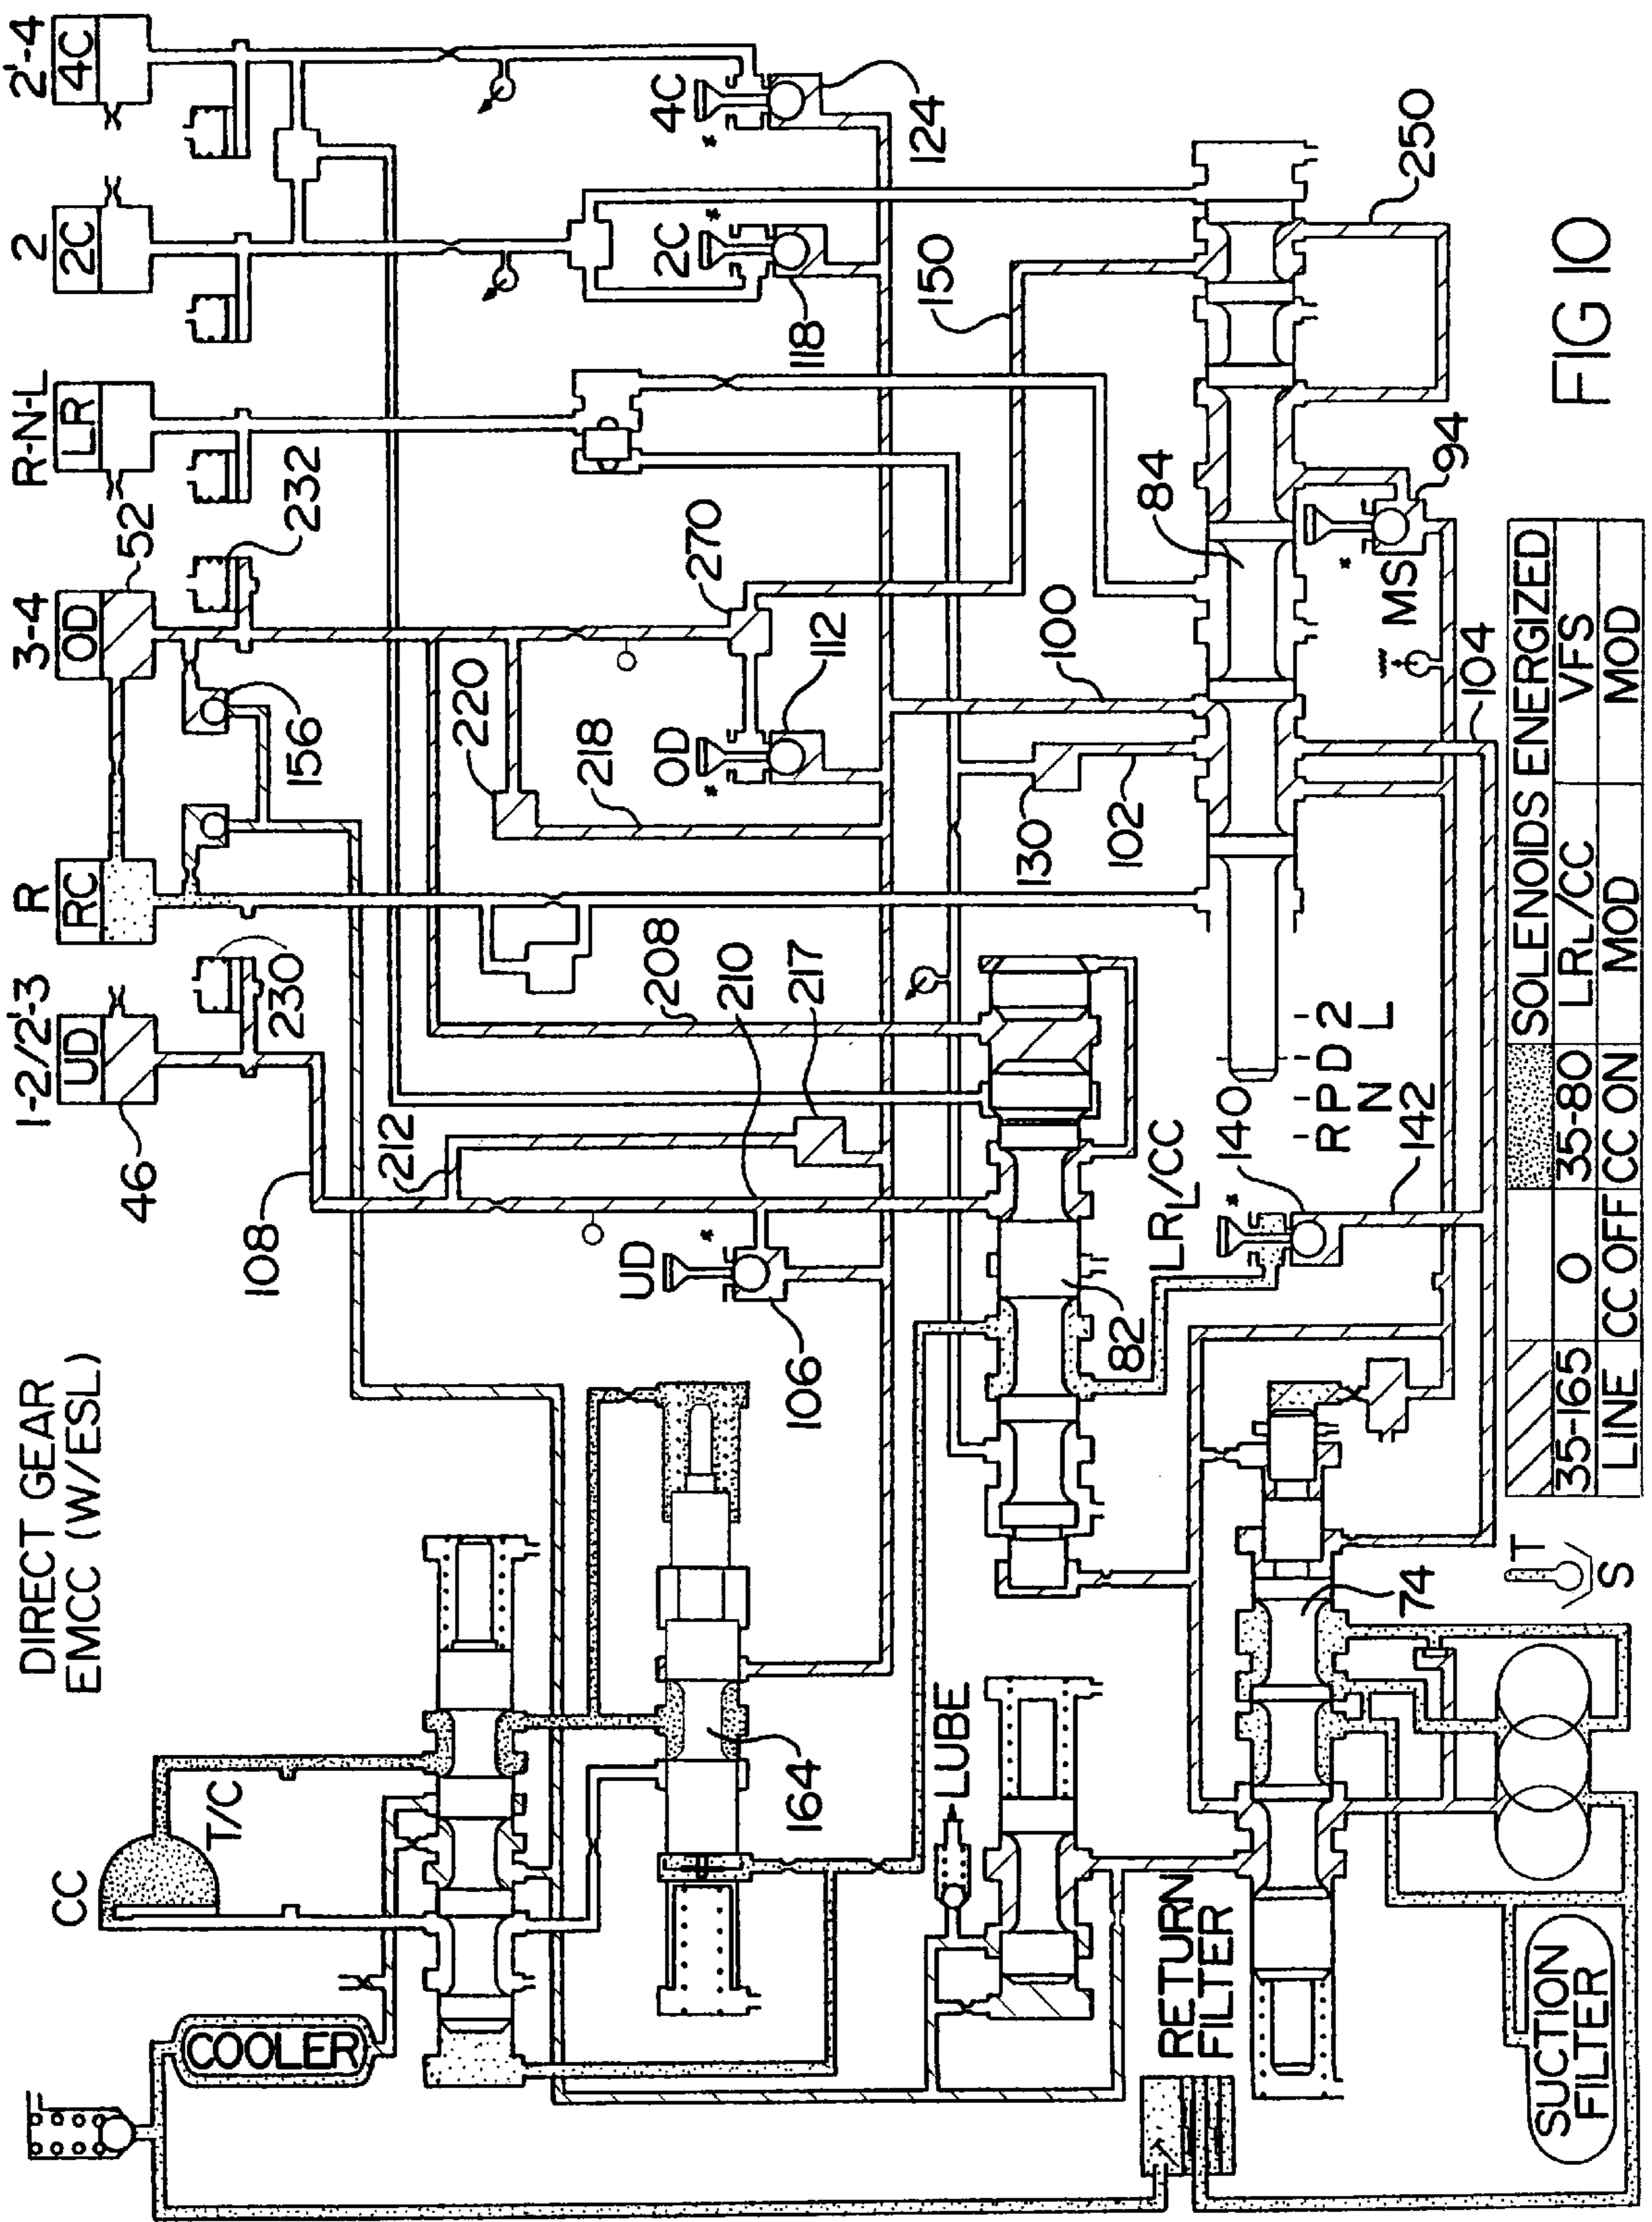 DIRECT GEAR
EMCC (W/ESL)
1-2/2'-3
UD
R
RC
3-4
OD
R-N-L
LR
2
2C
2'-4
4C
46
230
52
232
156
108
212
208
210
217
220
218
270
OD
112
2C
118
4C
124
UD
106
150
250
100
102
130
84
94
MS
104
LRL/CC
140
142
82
R P D 2
N L
CC
T/C
COOLER
164
LUBE
RETURN
FILTER
SUCTION
FILTER
74
T
S
SOLENOIDS ENERGIZED
35-165 0 35-80 LRL/CC VFS
LINE CC OFF CC ON MOD MOD
FIG 10